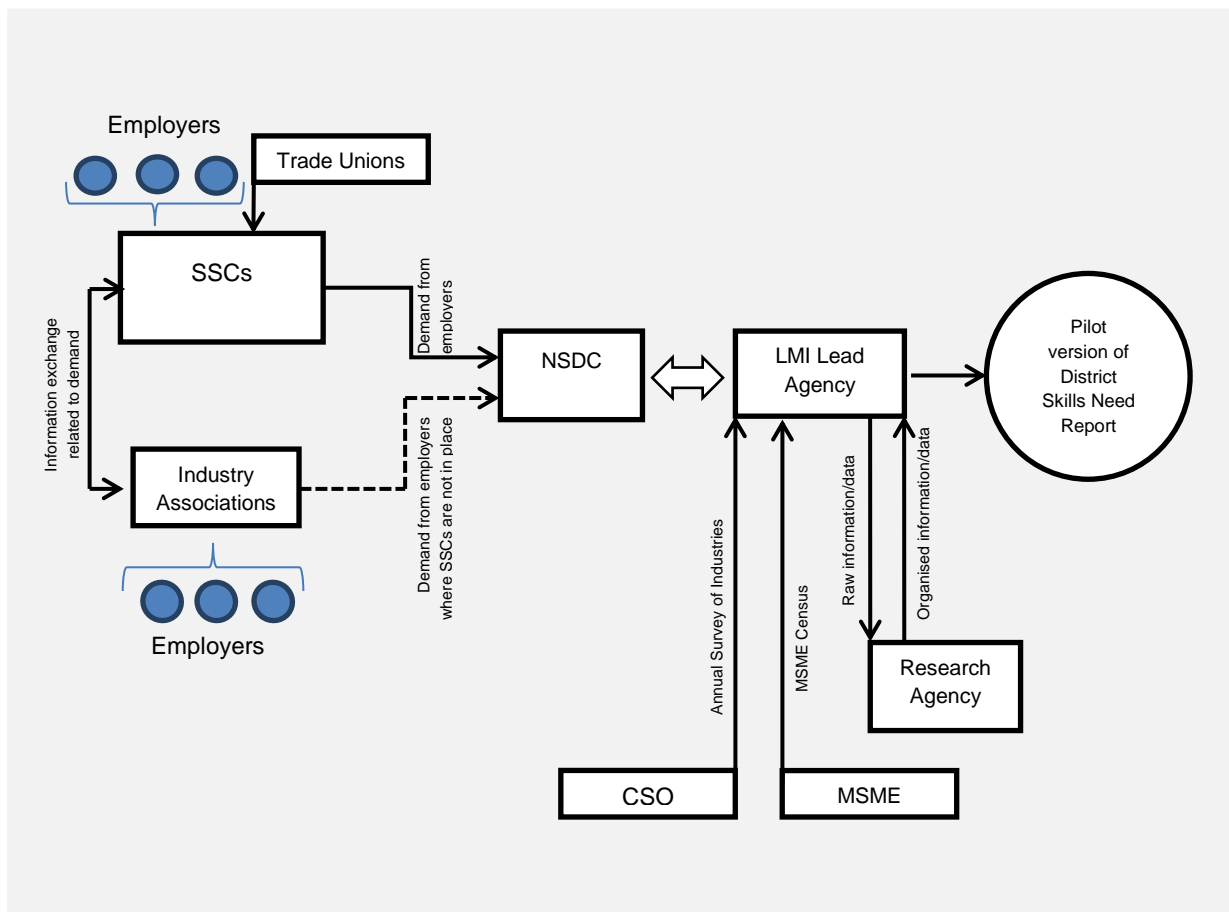 Employers
Trade Unions
SSCs
Information exchange
related to demand
Demand from
employers
NSDC
LMI Lead
Agency
Pilot
version of
District
Skills Need
Report
Industry
Associations
Demand from employers
where SSCs are not in place
Employers
Annual Survey of Industries
MSME Census
Raw information/data
Organised information/data
Research
Agency
CSO
MSME